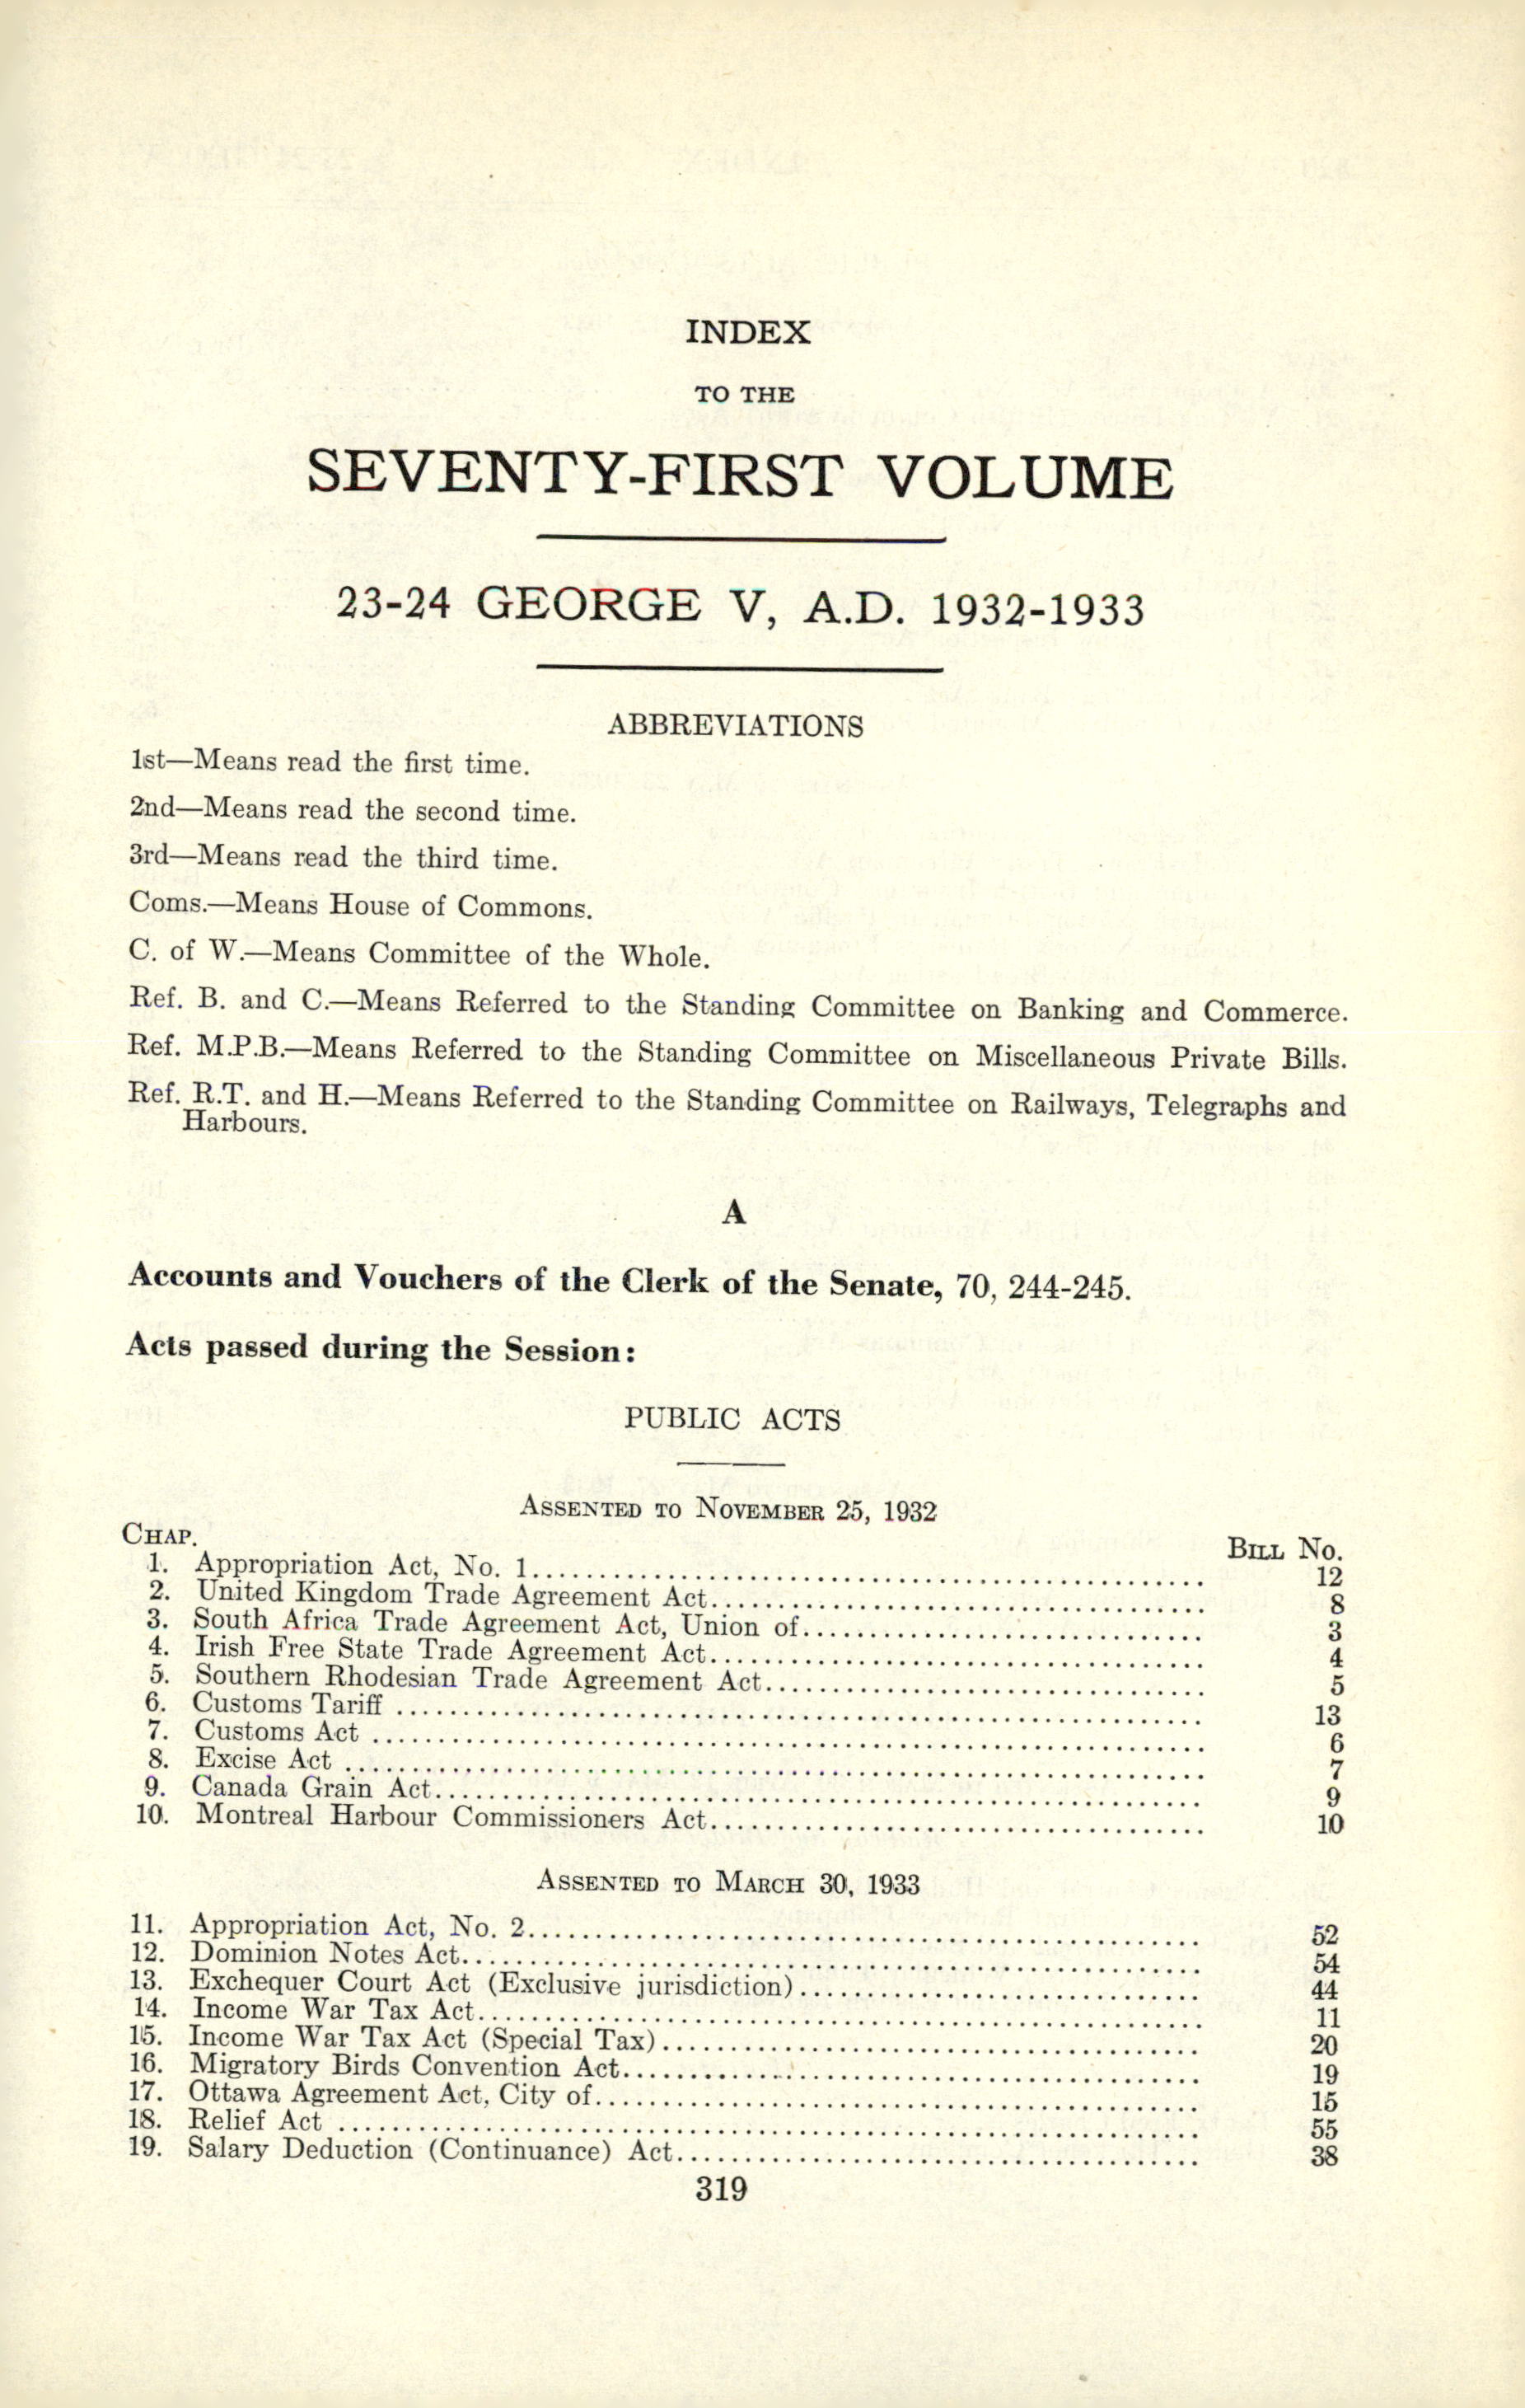 INDEX
TO THE
SEVENTY-FIRST VOLUME
23-24 GEORGE V, A.D. 1932-1933
ABBREVIATIONS
1st—Means read the first time.
2nd—Means read the second time.
3rd—Means read the third time.
Coms.—Means House of Commons.
C. of W.—Means Committee of the Whole.
Ref. B. and C.—Means Referred to the Standing Committee on Banking and Commerce.
Ref. M.P.B.—Means Referred to the Standing Committee on Miscellaneous Private Bills.
Ref. R.T. and H.—Means Referred to the Standing Committee on Railways, Telegraphs and
Harbours.
A
Accounts and Vouchers of the Clerk of the Senate, 70, 244-245.
Acts passed during the Session:
PUBLIC ACTS
ASSENTED TO NOVEMBER 25, 1932
CHAP. BILL NO.
1. Appropriation Act, No. 1 12
2. United Kingdom Trade Agreement Act 8
3. South Africa Trade Agreement Act, Union of 3
4. Irish Free State Trade Agreement Act 4
5. Southern Rhodesian Trade Agreement Act 5
6. Customs Tariff 13
7. Customs Act 6
8. Excise Act 7
9. Canada Grain Act 9
10. Montreal Harbour Commissioners Act 10
ASSENTED TO MARCH 30, 1933
11. Appropriation Act, No. 2 52
12. Dominion Notes Act 54
13. Exchequer Court Act (Exclusive jurisdiction) 44
14. Income War Tax Act 11
15. Income War Tax Act (Special Tax) 20
16. Migratory Birds Convention Act 19
17. Ottawa Agreement Act, City of 15
18. Relief Act 55
19. Salary Deduction (Continuance) Act 38
319